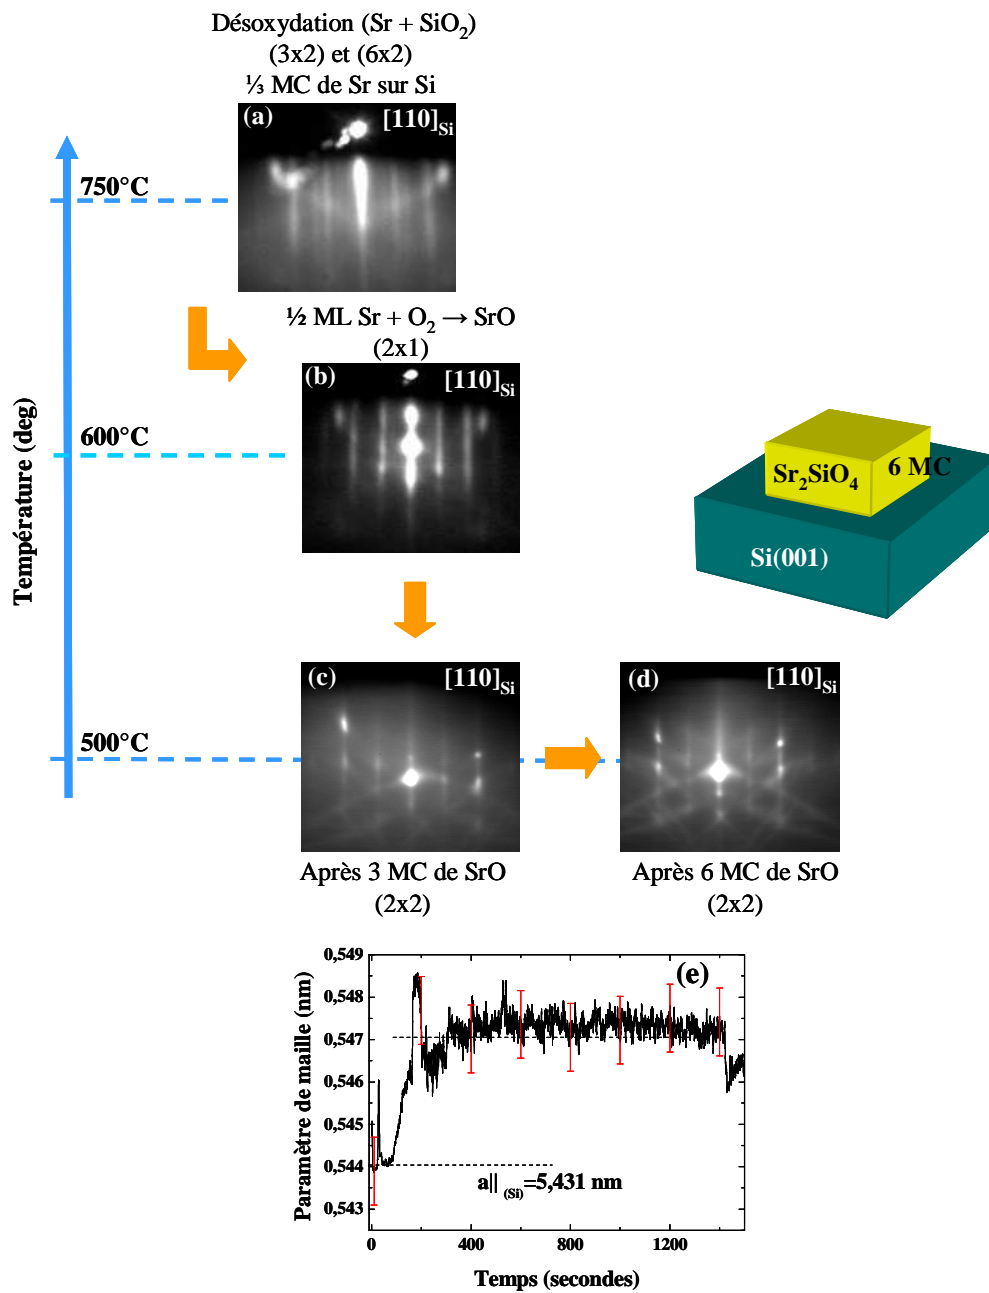 Désoxydation (Sr + SiO₂)
(3x2) et (6x2)
⅓ MC de Sr sur Si
(a)
[110]Si
750°C
½ ML Sr + O₂ → SrO
(2x1)
(b)
[110]Si
600°C
Température (deg)
Sr₂SiO₄
6 MC
Si(001)
(c)
[110]Si
(d)
[110]Si
500°C
Après 3 MC de SrO
(2x2)
Après 6 MC de SrO
(2x2)
(e)
Paramètre de maille (nm)
0,549
0,548
0,547
0,546
0,545
0,544
0,543
a|| (Si)=5,431 nm
0 400 800 1200
Temps (secondes)